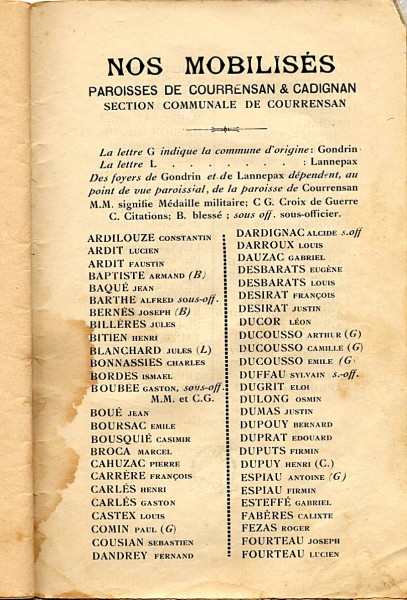 NOS MOBILISÉS
PAROISSES DE COURRENSAN & CADIGNAN
SECTION COMMUNALE DE COURRENSAN
La lettre G indique la commune d'origine : Gondrin
La lettre L . . . . . . . : Lannepax
Des foyers de Gondrin et de Lannepax dépendent, au
point de vue paroissial, de la paroisse de Courrensan
M.M. signifie Médaille militaire; C G. Croix de Guerre
C. Citations; B. blessé; sous off. sous-officier.
ARDILOUZE CONSTANTIN
ARDIT LUCIEN
ARDIT FAUSTIN
BAPTISTE ARMAND (B)
BAQUÉ JEAN
BARTHE ALFRED sous-off.
BERNÉS JOSEPH (B)
BILLÈRES JULES
BITIEN HENRI
BLANCHARD JULES (L)
BONNASSIES CHARLES
BORDES ISMAEL
BOUBEE GASTON, sous-off.
M.M. et C.G.
BOUÉ JEAN
BOURSAC EMILE
BOUSQUIÉ CASIMIR
BROCA MARCEL
CAHUZAC PIERRE
CARRÈRE FRANÇOIS
CARLÉS HENRI
CARLÉS GASTON
CASTEX LOUIS
COMIN PAUL (G)
COUSIAN SEBASTIEN
DANDREY FERNAND
DARDIGNAC ALCIDE s.off
DARROUX LOUIS
DAUZAC GABRIEL
DESBARATS EUGÈNE
DESBARATS LOUIS
DESIRAT FRANÇOIS
DESIRAT JUSTIN
DUCOR LÉON
DUCOUSSO ARTHUR (G)
DUCOUSSO CAMILLE (G)
DUCOUSSO EMILE (G)
DUFFAU SYLVAIN s.-off.
DUGRIT ELOI
DULONG OSMIN
DUMAS JUSTIN
DUPOUY BERNARD
DUPRAT EDOUARD
DUPUTS FIRMIN
DUPUY HENRI (C.)
ESPIAU ANTOINE (G)
ESPIAU FIRMIN
ESTEFFÉ GABRIEL
FABÈRES CALIXTE
FEZAS ROGER
FOURTEAU JOSEPH
FOURTEAU LUCIEN